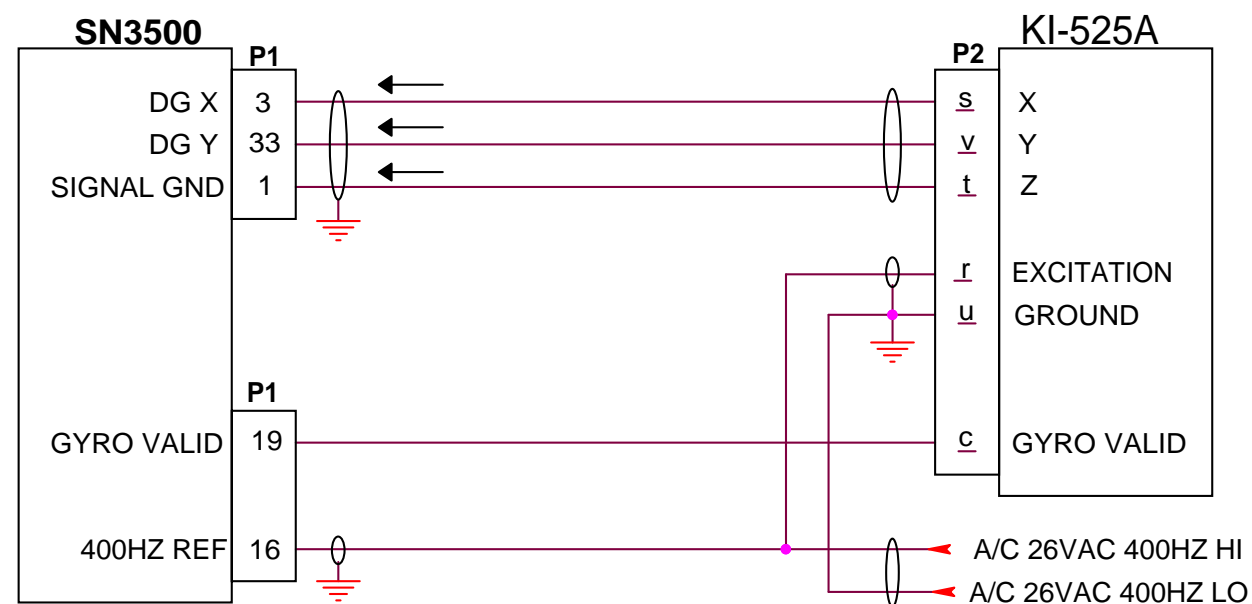 SN3500
KI-525A
P1
P2
DG X 3
s X
DG Y 33
v Y
SIGNAL GND 1
t Z
r EXCITATION
u GROUND
P1
GYRO VALID 19
c GYRO VALID
400HZ REF 16
A/C 26VAC 400HZ HI
A/C 26VAC 400HZ LO